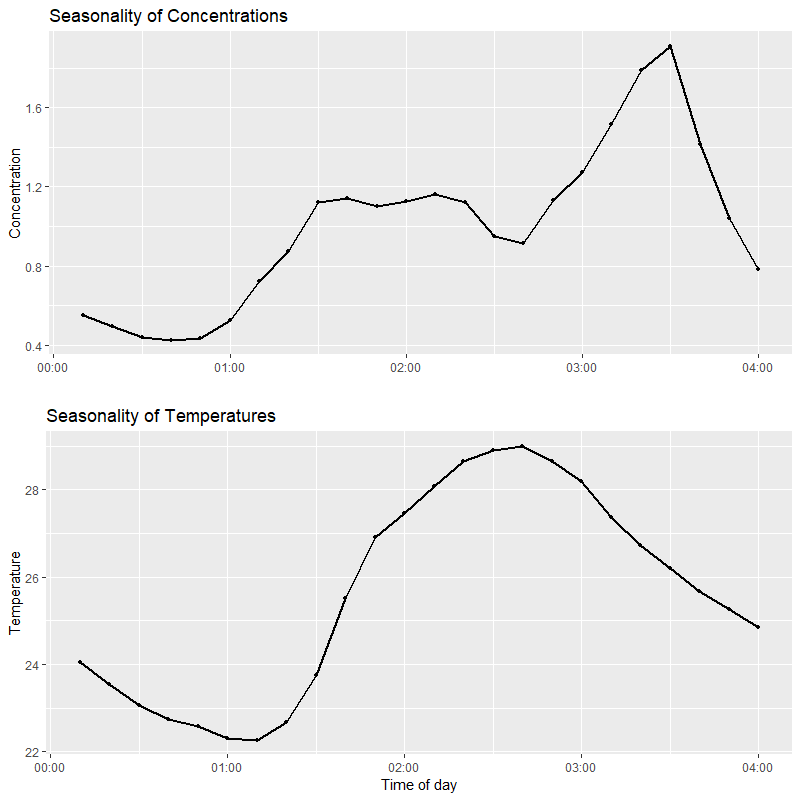 Seasonality of Concentrations
Concentration
1.6
1.2
0.8
0.4
00:00 01:00 02:00 03:00 04:00
Seasonality of Temperatures
Temperature
28
26
24
22
00:00 01:00 02:00 03:00 04:00
Time of day